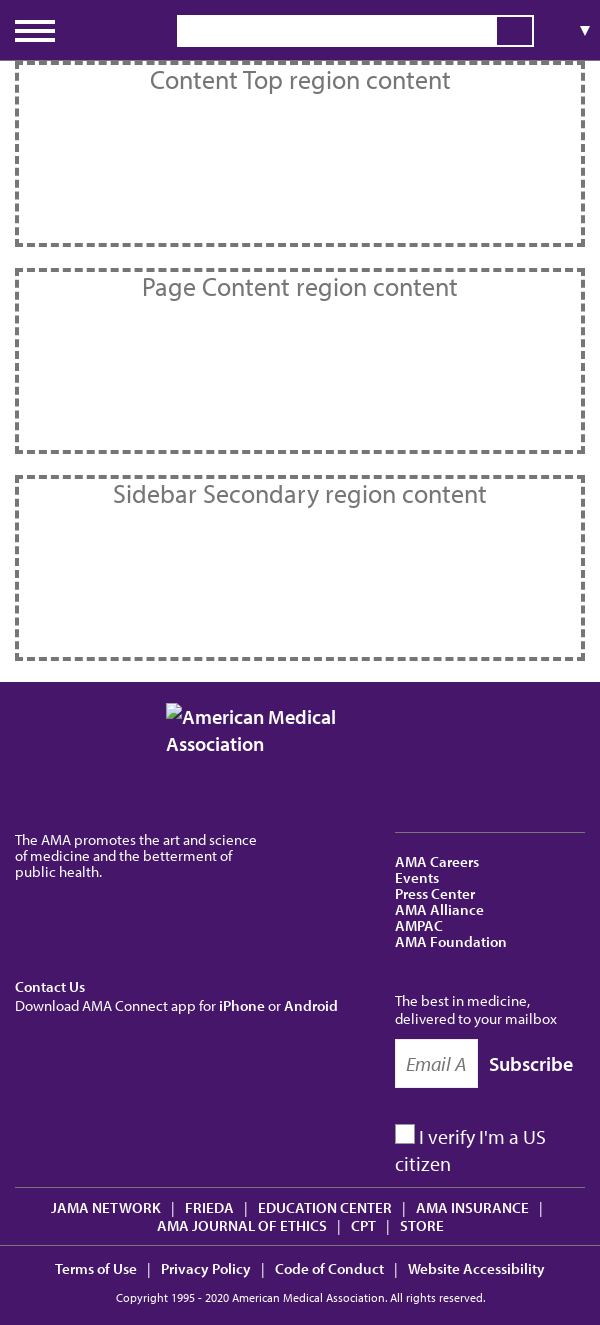 ▼
Content Top region content
Page Content region content
Sidebar Secondary region content
American Medical
Association
The AMA promotes the art and science
of medicine and the betterment of
public health.
Contact Us
Download AMA Connect app for iPhone or Android
AMA Careers
Events
Press Center
AMA Alliance
AMPAC
AMA Foundation
The best in medicine,
delivered to your mailbox
Email A Subscribe
I verify I'm a US
citizen
JAMA NETWORK | FRIEDA | EDUCATION CENTER | AMA INSURANCE |
AMA JOURNAL OF ETHICS | CPT | STORE
Terms of Use | Privacy Policy | Code of Conduct | Website Accessibility
Copyright 1995 - 2020 American Medical Association. All rights reserved.